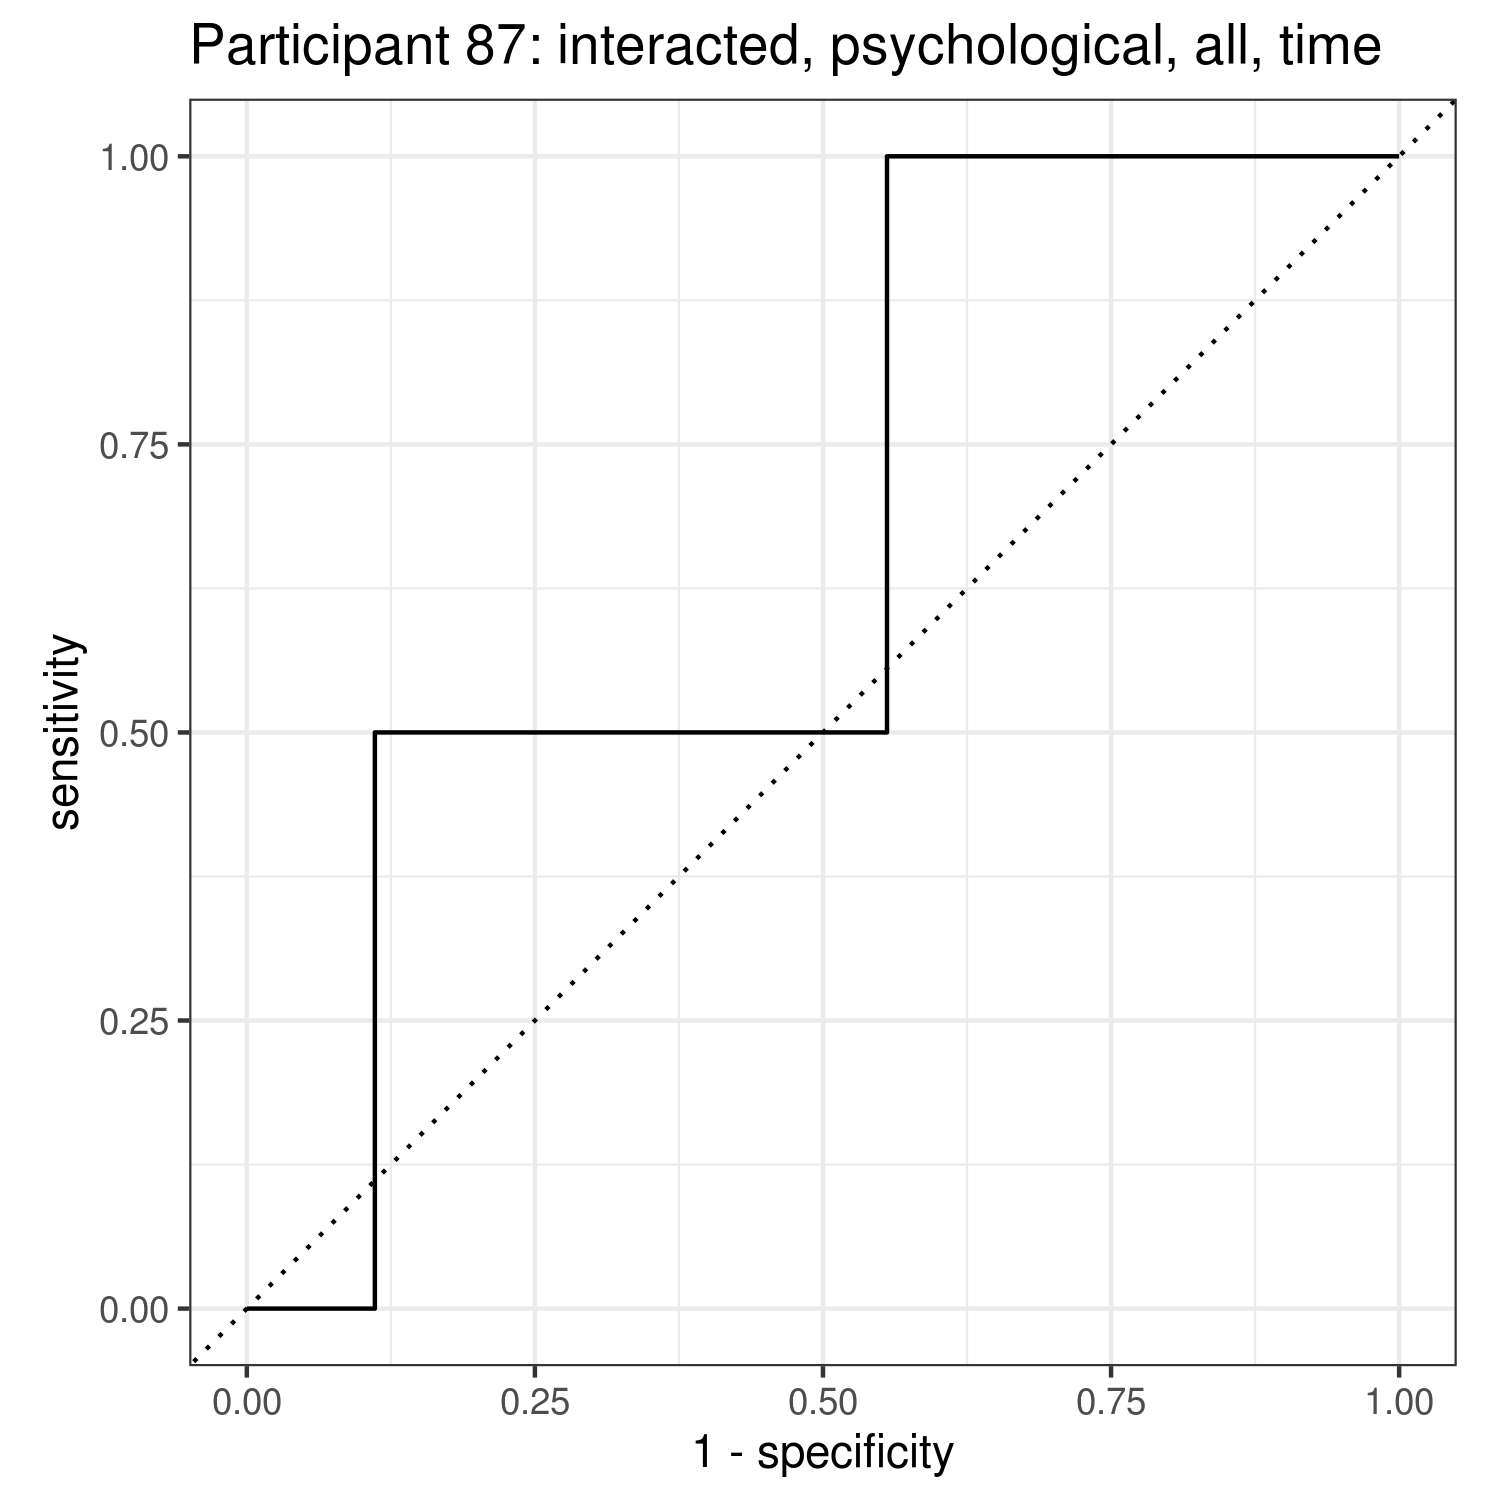 Participant 87: interacted, psychological, all, time
1.00
0.75
0.50
0.25
0.00
sensitivity
0.00 0.25 0.50 0.75 1.00
1 - specificity